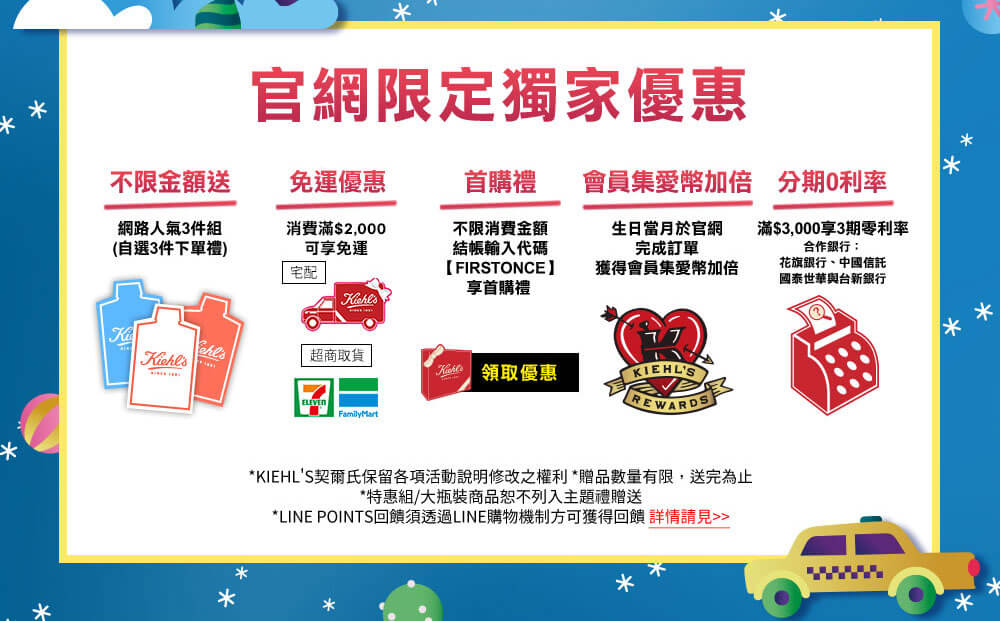 官網限定獨家優惠
不限金額送
網路人氣3件組
(自選3件下單禮)
Kiehl's
SINCE 1851
免運優惠
消費滿$2,000
可享免運
宅配
Kiehl's
SINCE 1851
超商取貨
7
ELEVEN
FamilyMart
首購禮
不限消費金額
結帳輸入代碼
【FIRSTONCE】
享首購禮
Kiehl's
領取優惠
會員集愛幣加倍
生日當月於官網
完成訂單
獲得會員集愛幣加倍
K
KIEHL'S
REWARDS
分期0利率
滿$3,000享3期零利率
合作銀行：
花旗銀行、中國信託
國泰世華與台新銀行
?
*KIEHL'S契爾氏保留各項活動說明修改之權利 *贈品數量有限，送完為止
*特惠組/大瓶裝商品恕不列入主題禮贈送
*LINE POINTS回饋須透過LINE購物機制方可獲得回饋 詳情請見>>